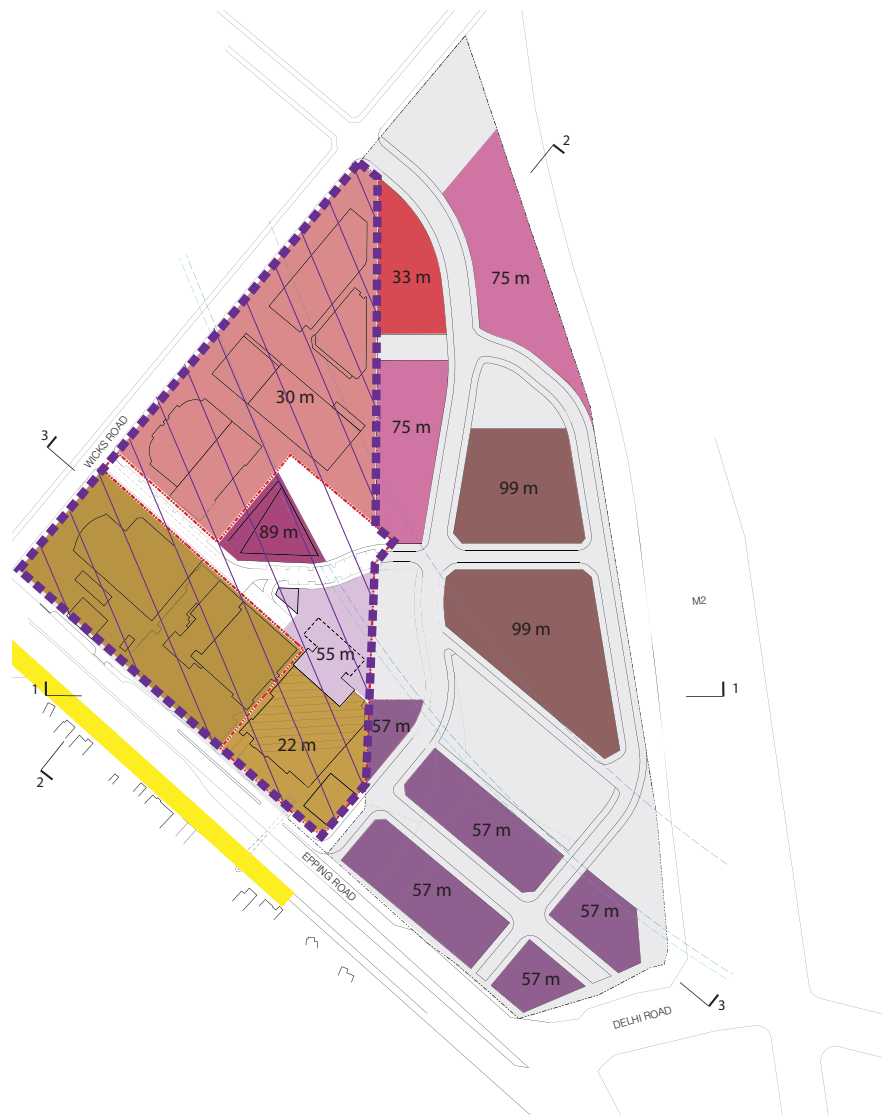 2
33 m
75 m
30 m
75 m
3
WICKS ROAD
99 m
89 m
M2
99 m
55 m
1
1
57 m
22 m
2
57 m
EPPING ROAD
57 m
57 m
57 m
3
DELHI ROAD